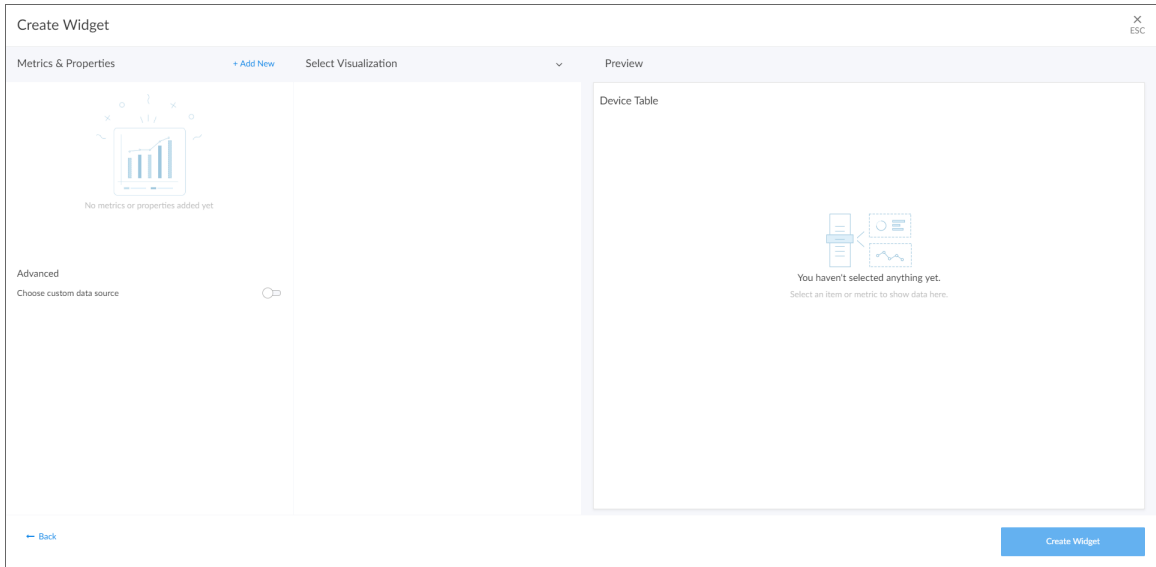 Create Widget
ESC
Metrics & Properties
+ Add New
Select Visualization
Preview
No metrics or properties added yet
Advanced
Choose custom data source
Device Table
You haven't selected anything yet.
Select an item or metric to show data here.
← Back
Create Widget